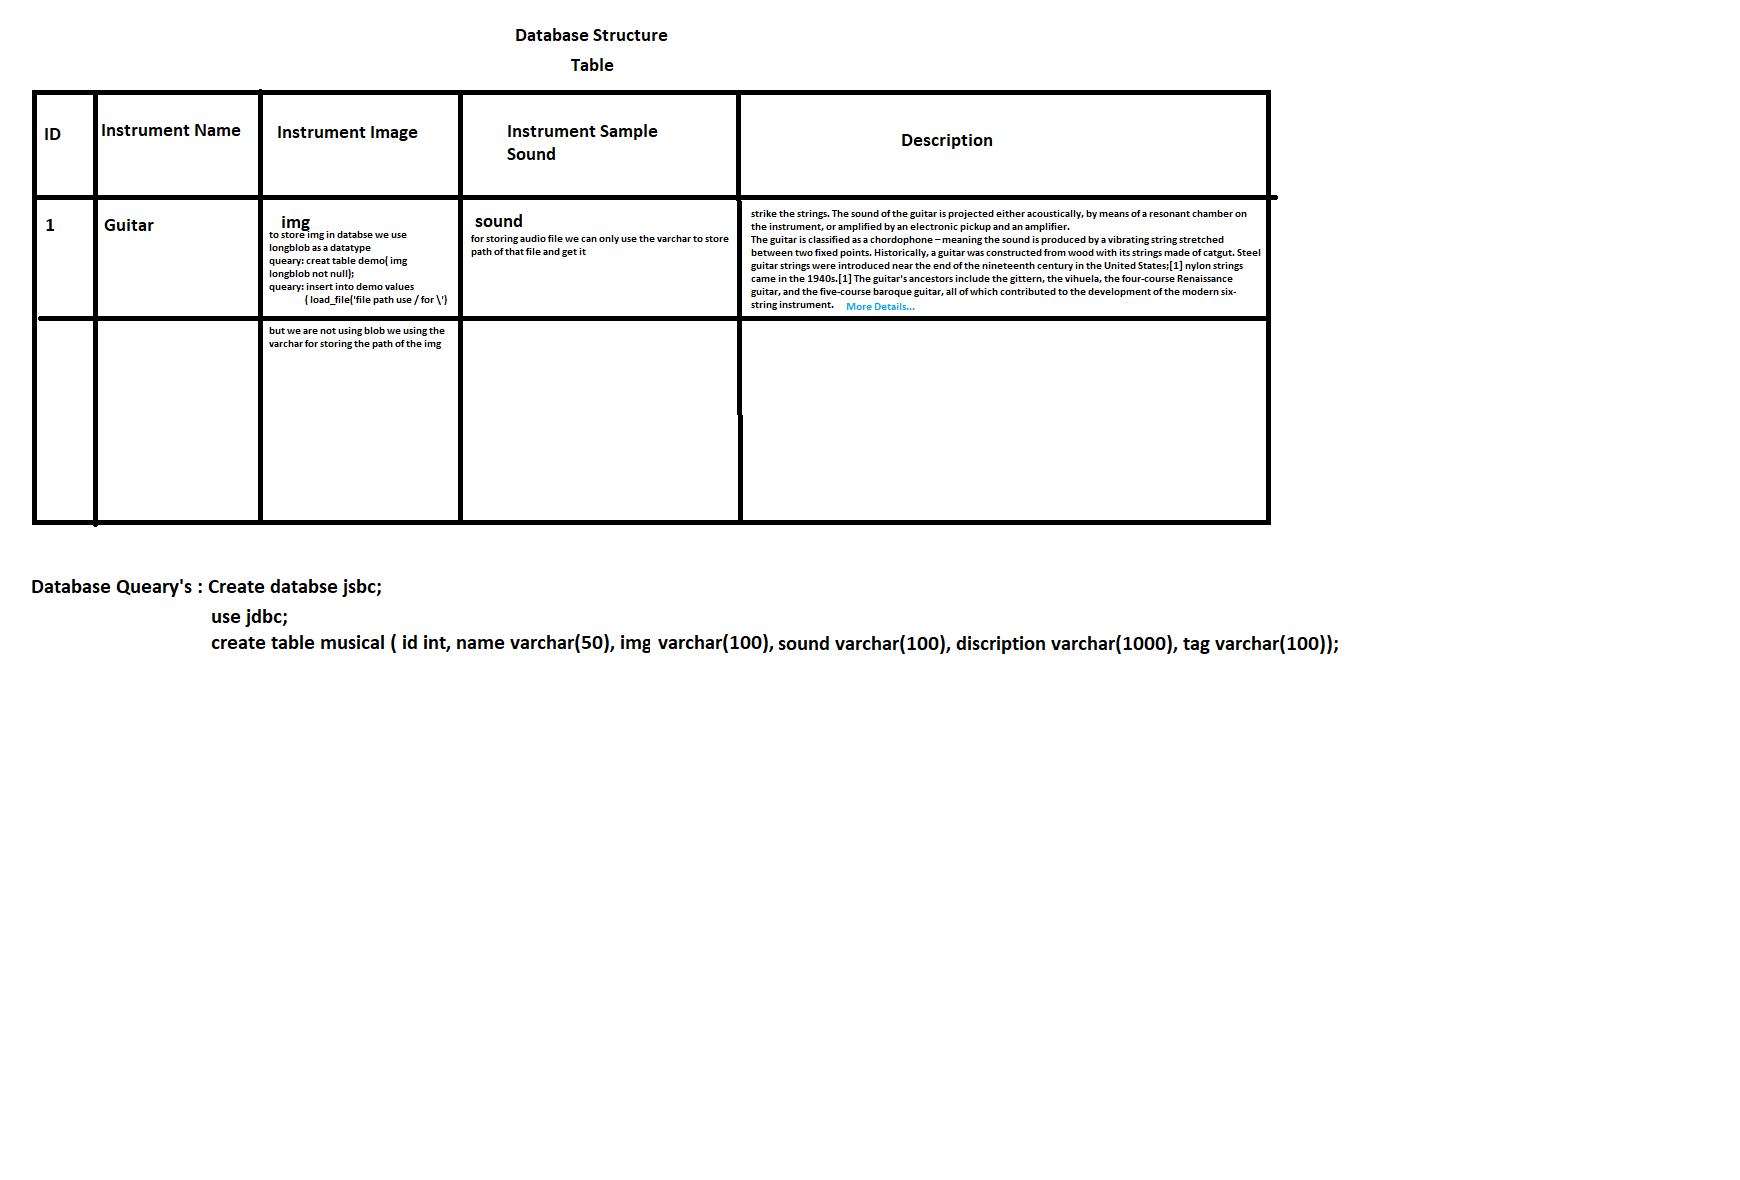 Database Structure
Table
ID
Instrument Name
Instrument Image
Instrument Sample
Sound
Description
1
Guitar
img
to store img in databse we use
longblob as a datatype
queary: creat table demo( img
longblob not null);
queary: insert into demo values
( load_file('file path use / for \')
sound
for storing audio file we can only use the varchar to store
path of that file and get it
strike the strings. The sound of the guitar is projected either acoustically, by means of a resonant chamber on
the instrument, or amplified by an electronic pickup and an amplifier.
The guitar is classified as a chordophone – meaning the sound is produced by a vibrating string stretched
between two fixed points. Historically, a guitar was constructed from wood with its strings made of catgut. Steel
guitar strings were introduced near the end of the nineteenth century in the United States;[1] nylon strings
came in the 1940s.[1] The guitar's ancestors include the gittern, the vihuela, the four-course Renaissance
guitar, and the five-course baroque guitar, all of which contributed to the development of the modern six-
string instrument. More Details...
but we are not using blob we using the
varchar for storing the path of the img
Database Queary's : Create databse jsbc;
use jdbc;
create table musical ( id int, name varchar(50), img varchar(100), sound varchar(100), discription varchar(1000), tag varchar(100));